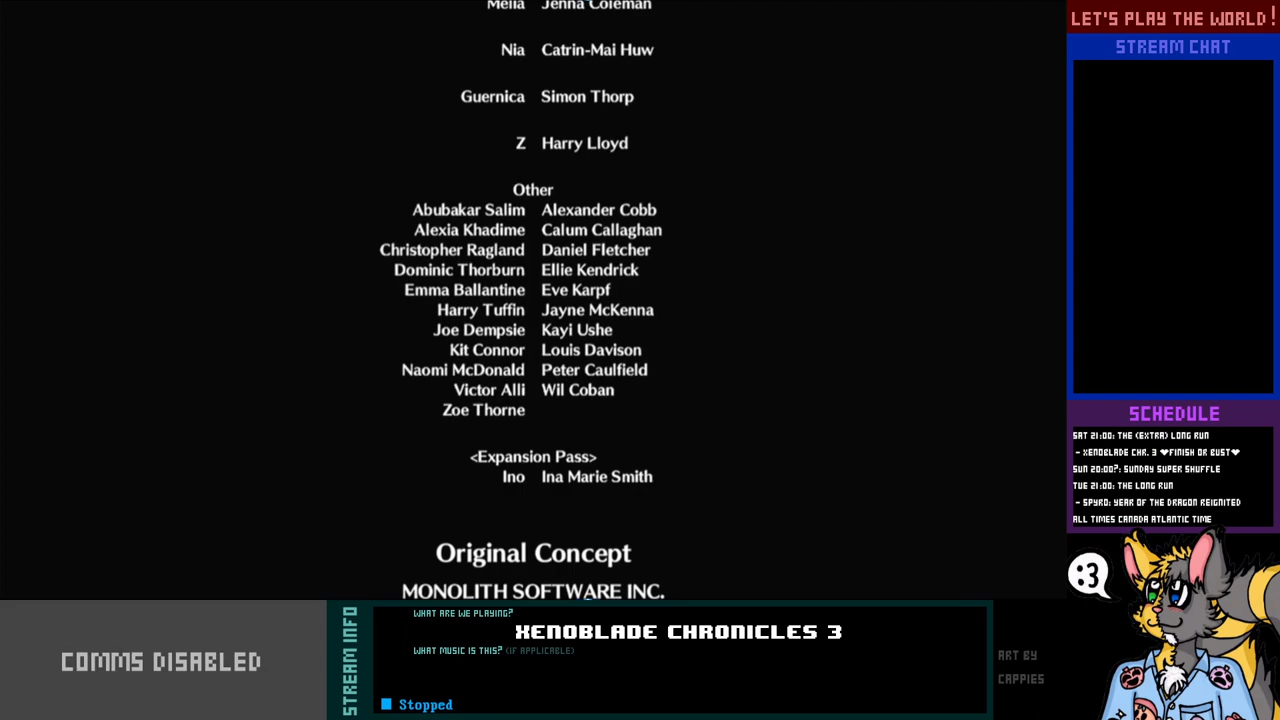 Melia Jenna Coleman
Nia Catrin-Mai Huw
Guernica Simon Thorp
Z Harry Lloyd
Other
Abubakar Salim Alexander Cobb
Alexia Khadime Calum Callaghan
Christopher Ragland Daniel Fletcher
Dominic Thorburn Ellie Kendrick
Emma Ballantine Eve Karpf
Harry Tuffin Jayne McKenna
Joe Dempsie Kayi Ushe
Kit Connor Louis Davison
Naomi McDonald Peter Caulfield
Victor Alli Wil Coban
Zoe Thorne
<Expansion Pass>
Ino Ina Marie Smith
Original Concept
MONOLITH SOFTWARE INC.
LET'S PLAY THE WORLD!
STREAM CHAT
SCHEDULE
SAT 21:00: THE (EXTRA) LONG RUN
- XENOBLADE CHR. 3 ♥FINISH OR BUST♥
SUN 20:00?: SUNDAY SUPER SHUFFLE
TUE 21:00: THE LONG RUN
- SPYRO: YEAR OF THE DRAGON REIGNITED
ALL TIMES CANADA ATLANTIC TIME
:3
COMMS DISABLED
STREAM INFO
WHAT ARE WE PLAYING?
XENOBLADE CHRONICLES 3
WHAT MUSIC IS THIS? (IF APPLICABLE)
Stopped
ART BY
CAPPIES